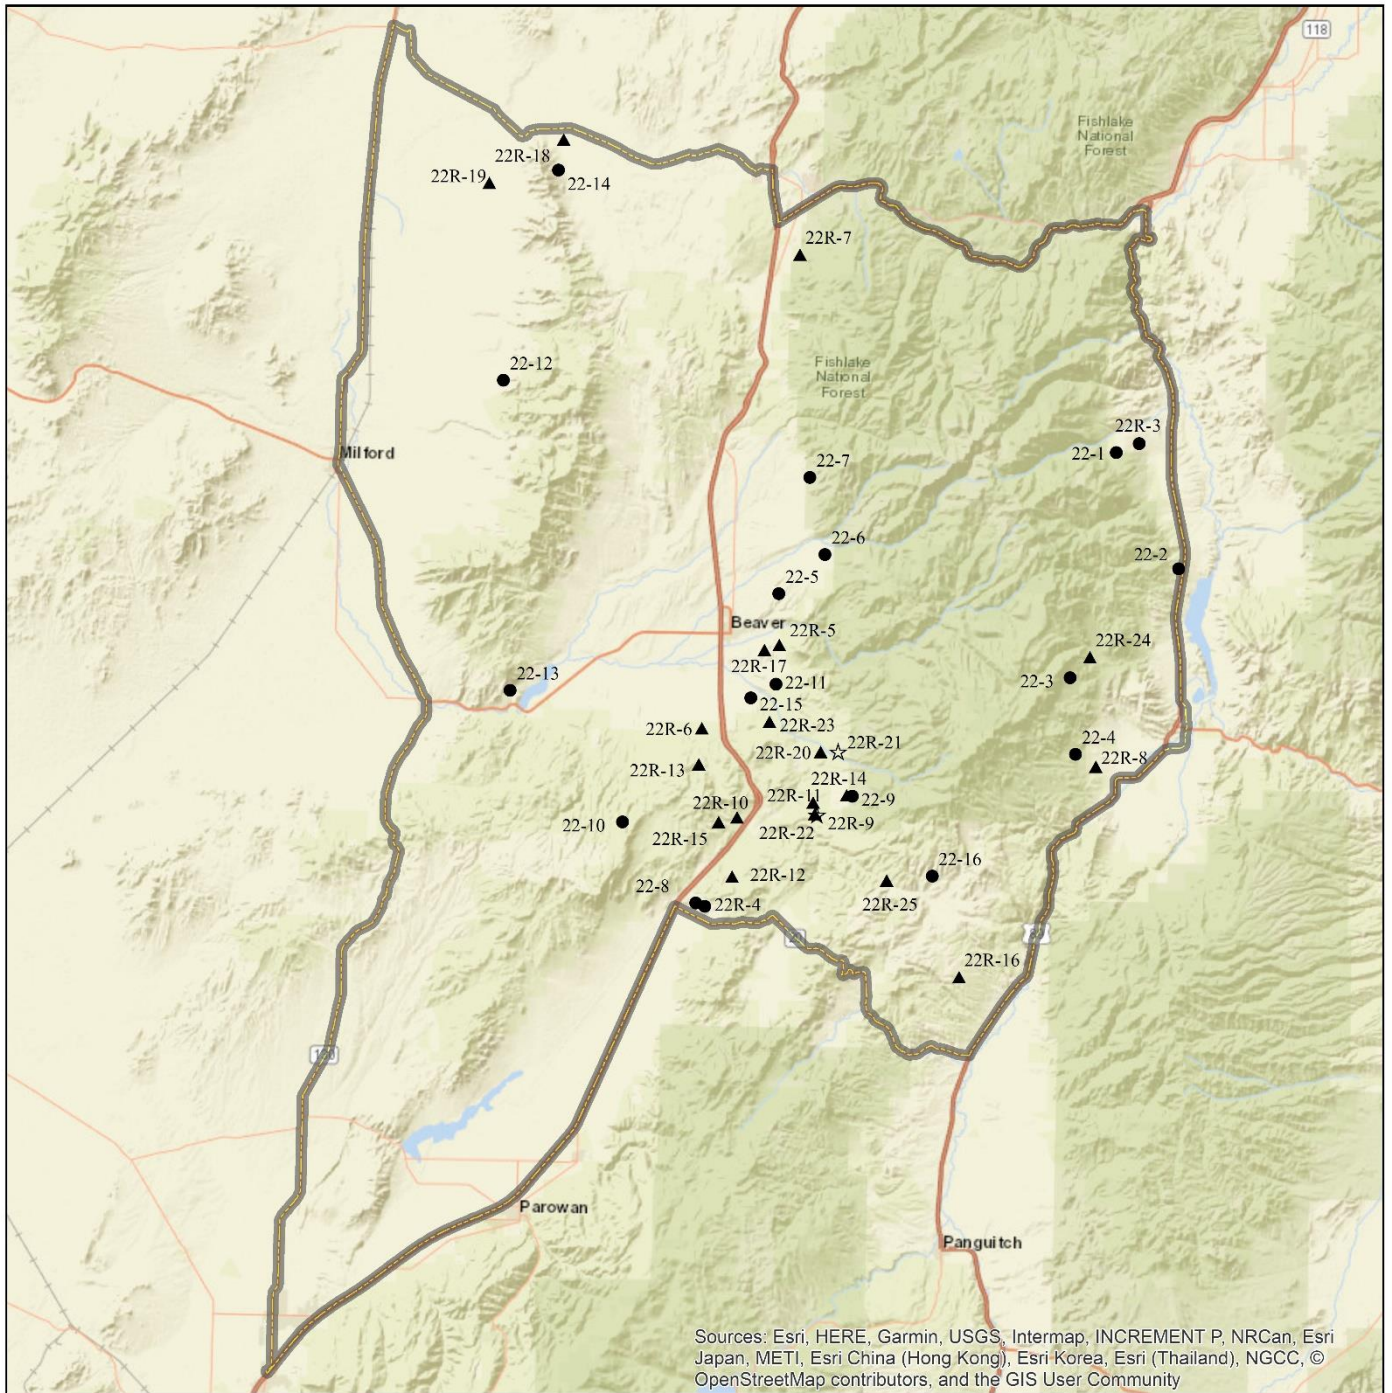 118
Fishlake
National
Forest
22R-18
22R-19
22-14
22R-7
Fishlake
National
Forest
22-12
22R-3
22-1
Milford
22-7
22-6
22-2
22-5
Beaver
22R-5
22R-24
22R-17
22-3
22-11
22-13
22-15
22R-23
22R-6
22R-21
22R-20
22-4
22R-8
22R-13
22R-14
22-9
22R-11
22R-10
22-10
22R-15
22R-22
22R-9
22-16
22R-12
22-8
22R-25
22R-4
22R-16
Parowan
Panguitch
Sources: Esri, HERE, Garmin, USGS, Intermap, INCREMENT P, NRCan, Esri
Japan, METI, Esri China (Hong Kong), Esri Korea, Esri (Thailand), NGCC, ©
OpenStreetMap contributors, and the GIS User Community